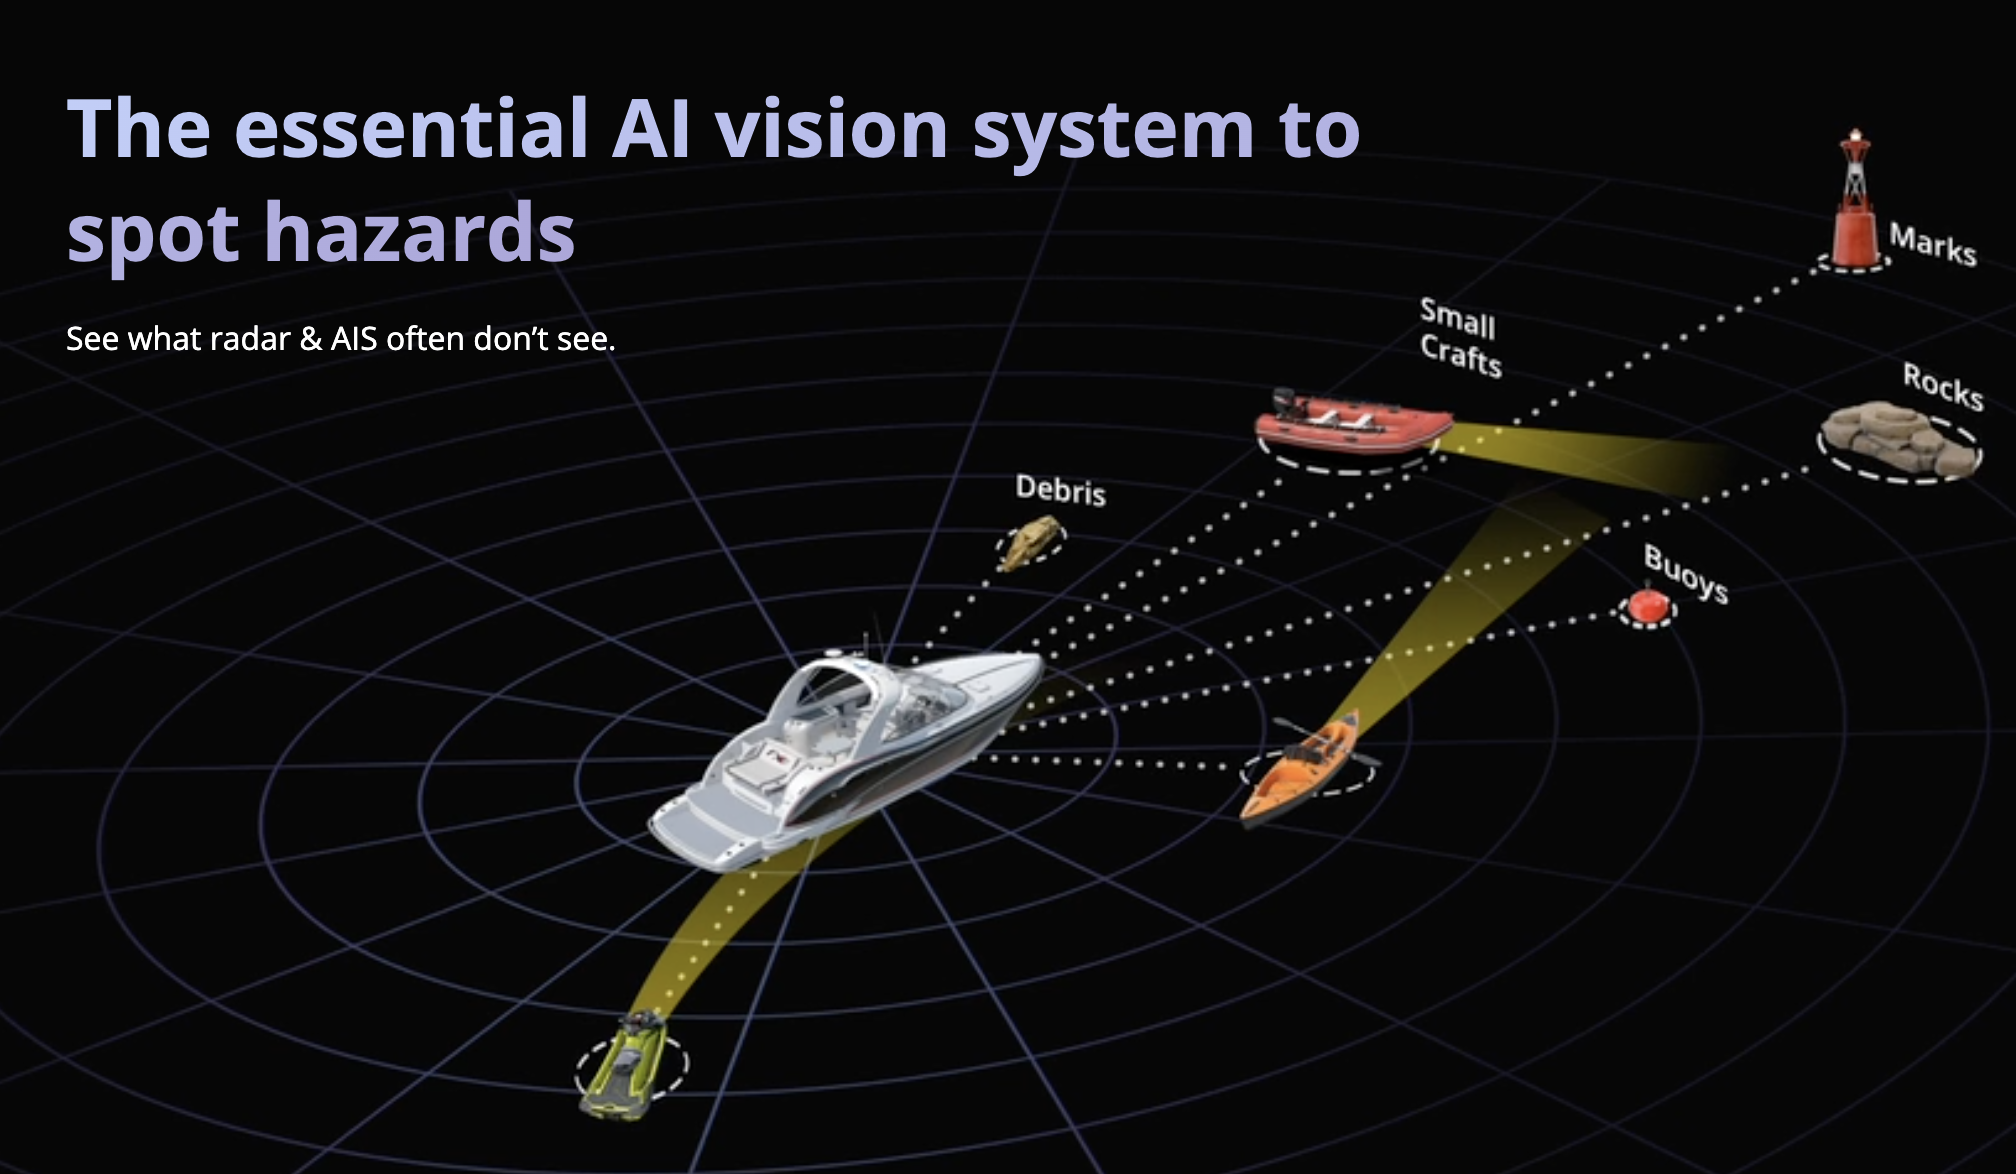 The essential AI vision system to
spot hazards
See what radar & AIS often don’t see.
Marks
Small
Crafts
Rocks
Debris
Buoys